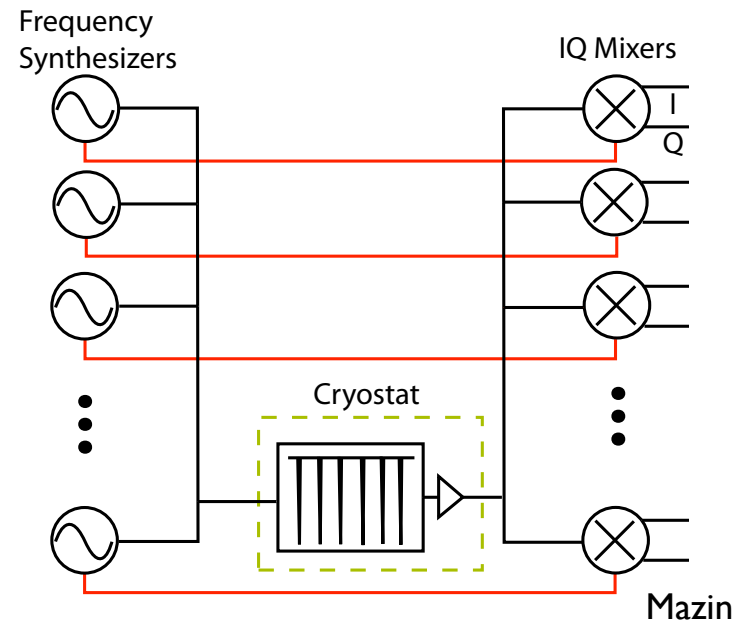 Frequency
Synthesizers
IQ Mixers
I
Q
Cryostat
Mazin